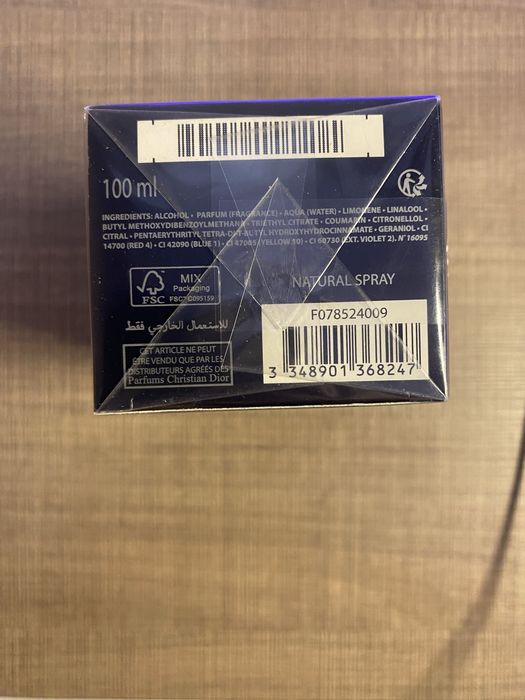 100 ml
INGREDIENTS: ALCOHOL • PARFUM (FRAGRANCE) • AQUA (WATER) • LIMONENE • LINALOOL •
BUTYL METHOXYDIBENZOYLMETHANE • TRIETHYL CITRATE • COUMARIN • CITRONELLOL •
CITRAL • PENTAERYTHRITYL TETRA-DI-T-BUTYL HYDROXYHYDROCINNAMATE • GERANIOL • CI
14700 (RED 4) • CI 42090 (BLUE 1) • CI 47005 (YELLOW 10) • CI 60730 (EXT. VIOLET 2). N°16095
FSC
MIX
Packaging
FSC® C095159
NATURAL SPRAY
للاستعمال الخارجي فقط
F078524009
CET ARTICLE NE PEUT
ÊTRE VENDU QUE PAR LES
DISTRIBUTEURS AGRÉÉS DES
Parfums Christian Dior
3 348901 368247